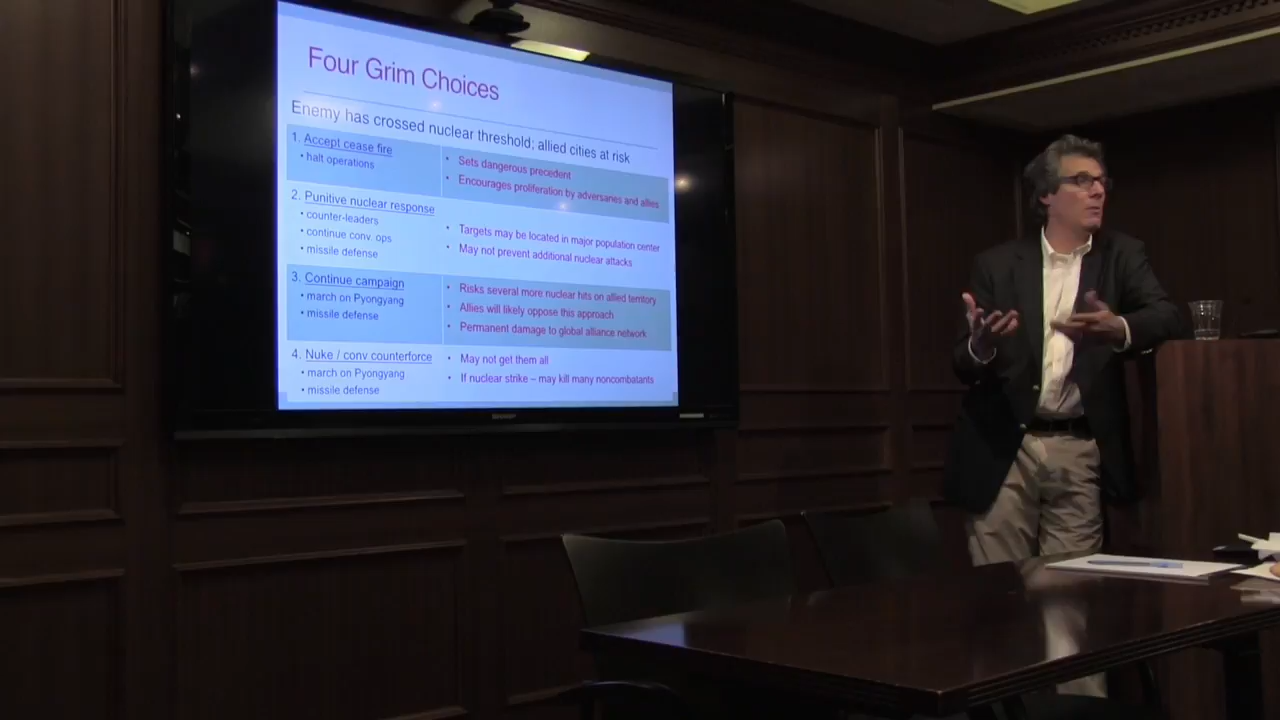 Four Grim Choices
Enemy has crossed nuclear threshold; allied cities at risk
1. Accept cease fire
• halt operations
• Sets dangerous precedent
• Encourages proliferation by adversaries and allies
2. Punitive nuclear response
• counter-leaders
• continue conv. ops
• missile defense
• Targets may be located in major population center
• May not prevent additional nuclear attacks
3. Continue campaign
• march on Pyongyang
• missile defense
• Risks several more nuclear hits on allied territory
• Allies will likely oppose this approach
• Permanent damage to global alliance network
4. Nuke / conv counterforce
• march on Pyongyang
• missile defense
• May not get them all
• If nuclear strike – may kill many noncombatants
SHARP